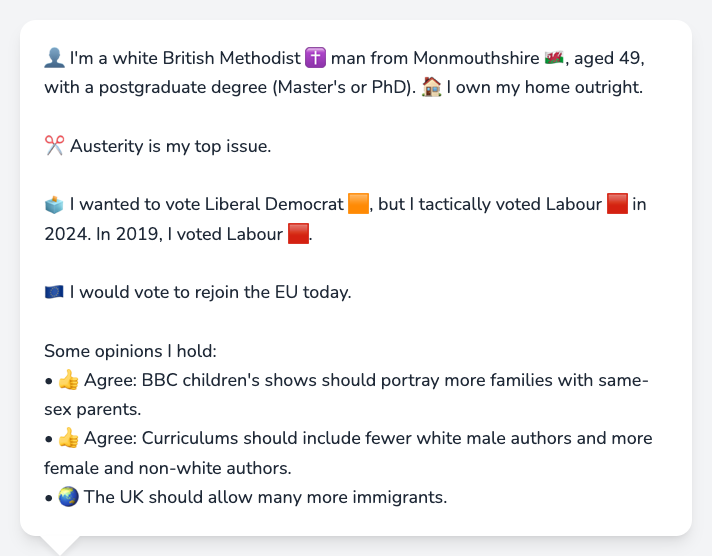 👤 I'm a white British Methodist ✝️ man from Monmouthshire 🏴󠁧󠁢󠁷󠁬󠁳󠁿, aged 49,
with a postgraduate degree (Master's or PhD). 🏠 I own my home outright.
✂️ Austerity is my top issue.
🗳️ I wanted to vote Liberal Democrat 🟧, but I tactically voted Labour 🟥 in
2024. In 2019, I voted Labour 🟥.
🇪🇺 I would vote to rejoin the EU today.
Some opinions I hold:
• 👍 Agree: BBC children's shows should portray more families with same-
sex parents.
• 👍 Agree: Curriculums should include fewer white male authors and more
female and non-white authors.
• 🌏 The UK should allow many more immigrants.